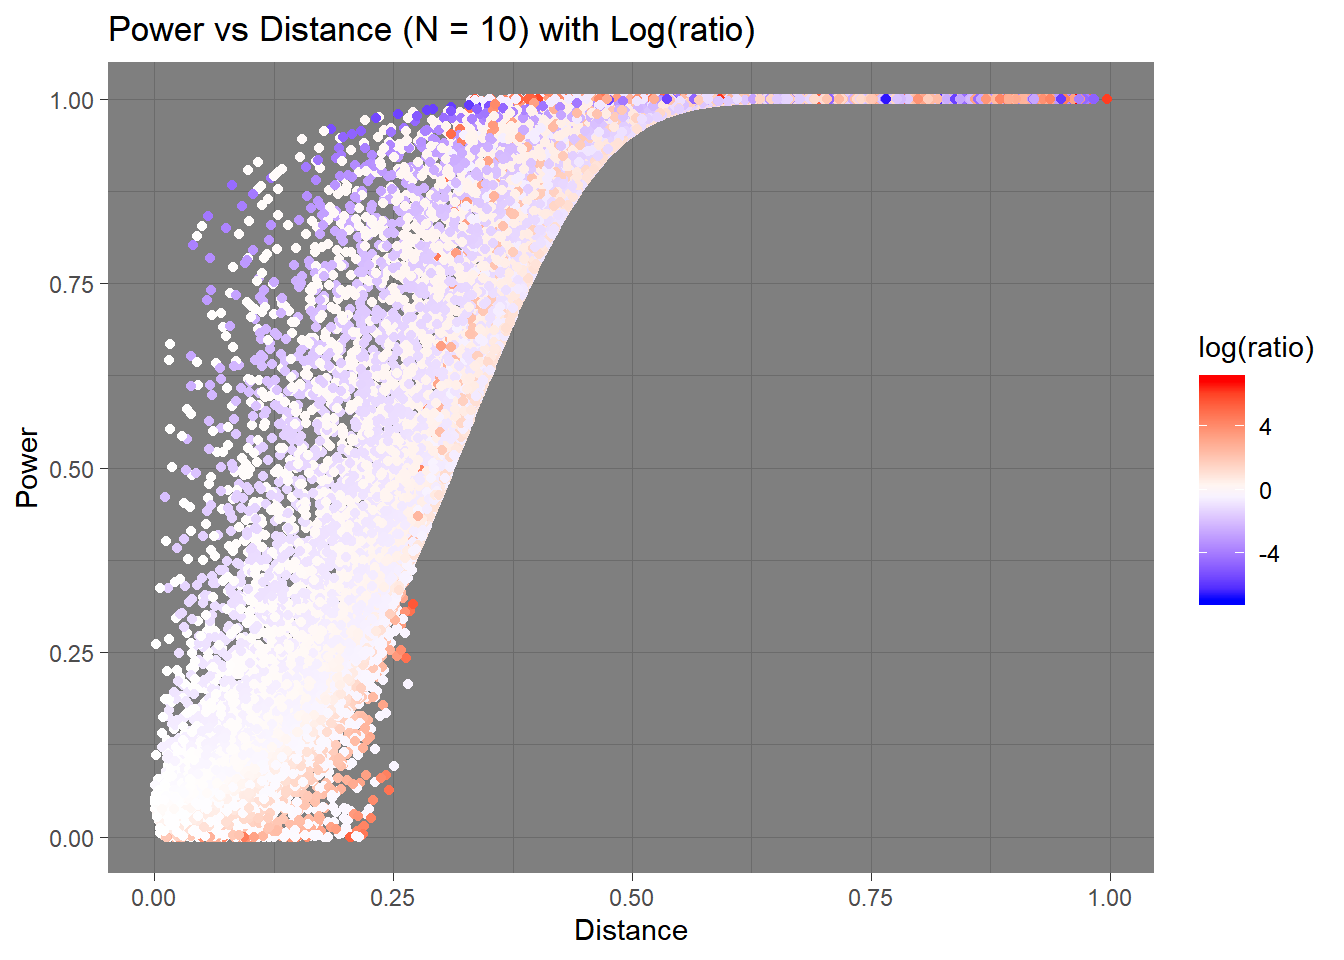 Power vs Distance (N = 10) with Log(ratio)
1.00
0.75
0.50
0.25
0.00
Power
0.00 0.25 0.50 0.75 1.00
Distance
log(ratio)
4
0
-4